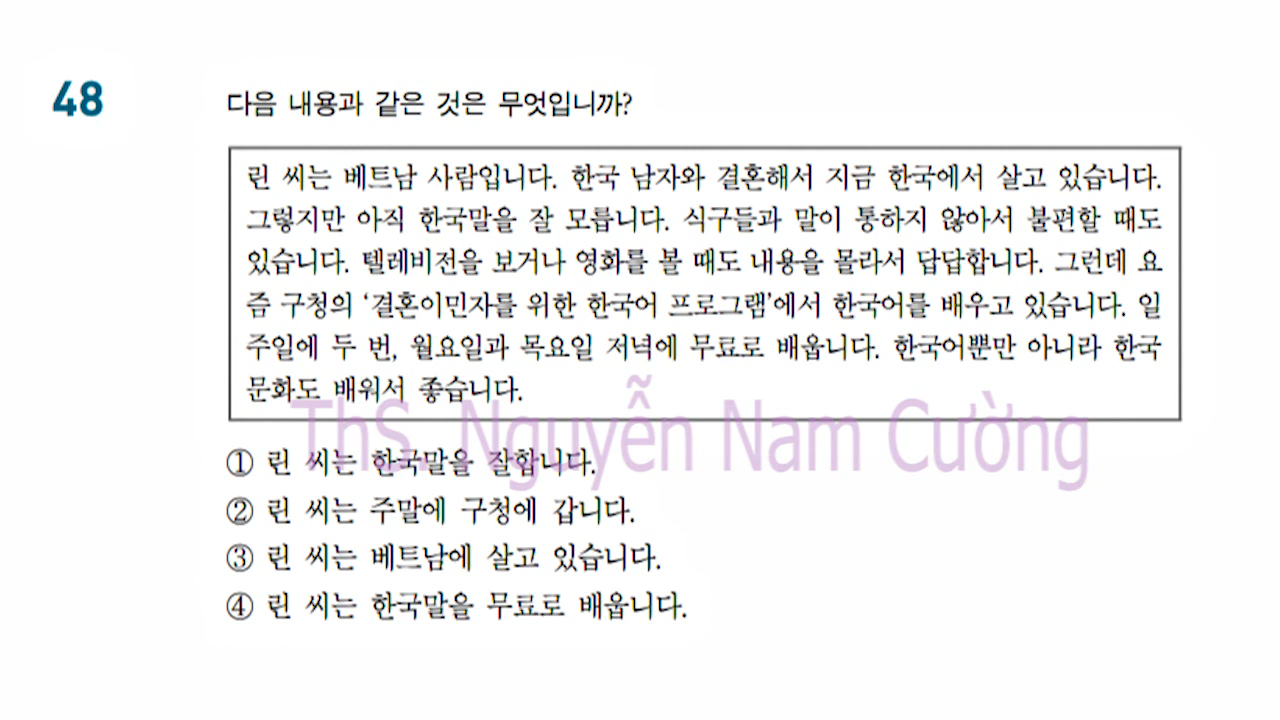 48
다음 내용과 같은 것은 무엇입니까?
린 씨는 베트남 사람입니다. 한국 남자와 결혼해서 지금 한국에서 살고 있습니다.
그렇지만 아직 한국말을 잘 모릅니다. 식구들과 말이 통하지 않아서 불편할 때도
있습니다. 텔레비전을 보거나 영화를 볼 때도 내용을 몰라서 답답합니다. 그런데 요
즘 구청의 ‘결혼이민자를 위한 한국어 프로그램’에서 한국어를 배우고 있습니다. 일
주일에 두 번, 월요일과 목요일 저녁에 무료로 배웁니다. 한국어뿐만 아니라 한국
문화도 배워서 좋습니다.
ThS. Nguyễn Nam Cường
① 린 씨는 한국말을 잘합니다.
② 린 씨는 주말에 구청에 갑니다.
③ 린 씨는 베트남에 살고 있습니다.
④ 린 씨는 한국말을 무료로 배웁니다.